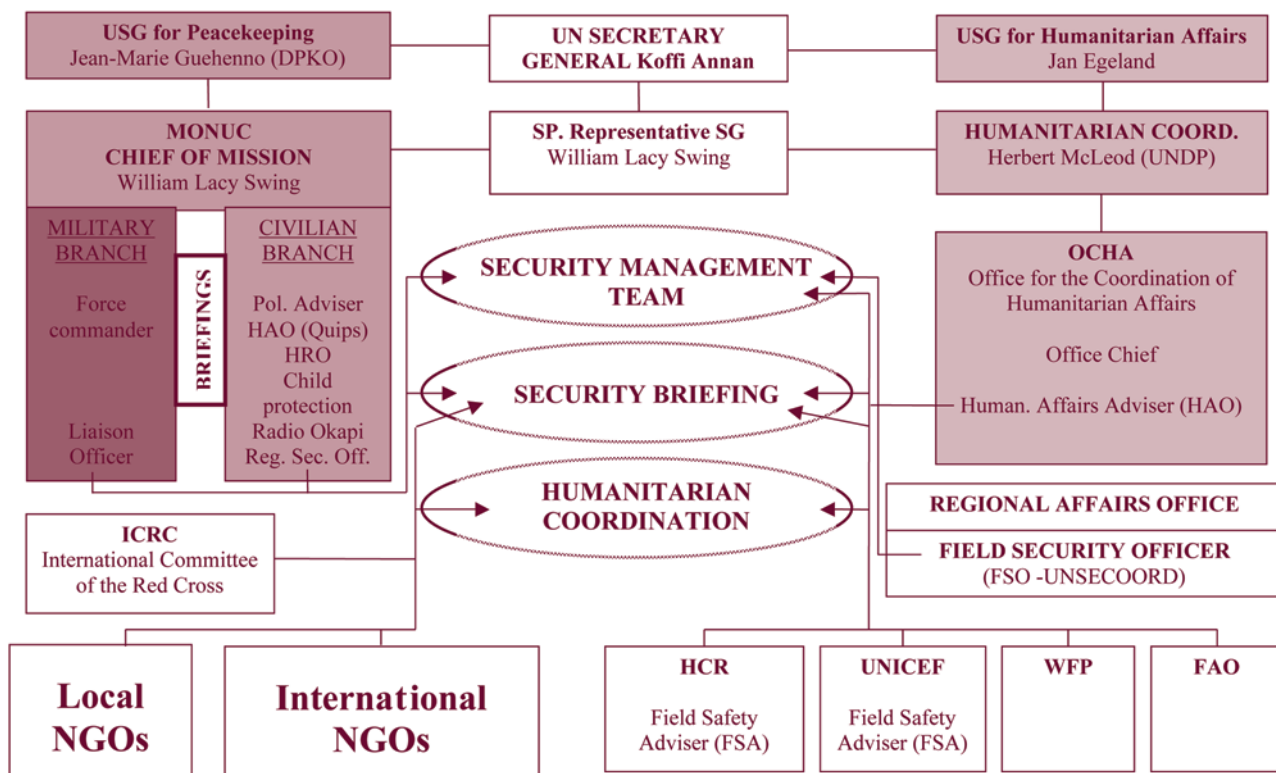 USG for Peacekeeping
Jean-Marie Guehenno (DPKO)
UN SECRETARY
GENERAL Koffi Annan
USG for Humanitarian Affairs
Jan Egeland
MONUC
CHIEF OF MISSION
William Lacy Swing
SP. Representative SG
William Lacy Swing
HUMANITARIAN COORD.
Herbert McLeod (UNDP)
MILITARY
BRANCH
Force
commander
Liaison
Officer
BRIEFINGS
CIVILIAN
BRANCH
Pol. Adviser
HAO (Quips)
HRO
Child
protection
Radio Okapi
Reg. Sec. Off.
SECURITY MANAGEMENT
TEAM
SECURITY BRIEFING
HUMANITARIAN
COORDINATION
OCHA
Office for the Coordination of
Humanitarian Affairs
Office Chief
Human. Affairs Adviser (HAO)
REGIONAL AFFAIRS OFFICE
FIELD SECURITY OFFICER
(FSO -UNSECOORD)
ICRC
International Committee
of the Red Cross
Local
NGOs
International
NGOs
HCR
Field Safety
Adviser (FSA)
UNICEF
Field Safety
Adviser (FSA)
WFP
FAO